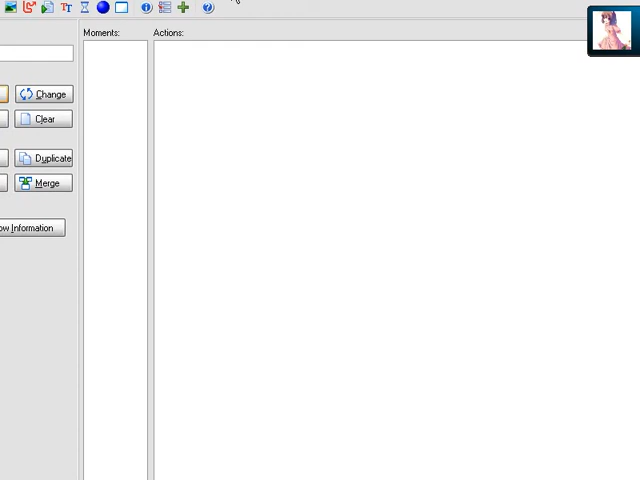 Moments:
Actions:
Change
Clear
Duplicate
Merge
ow Information